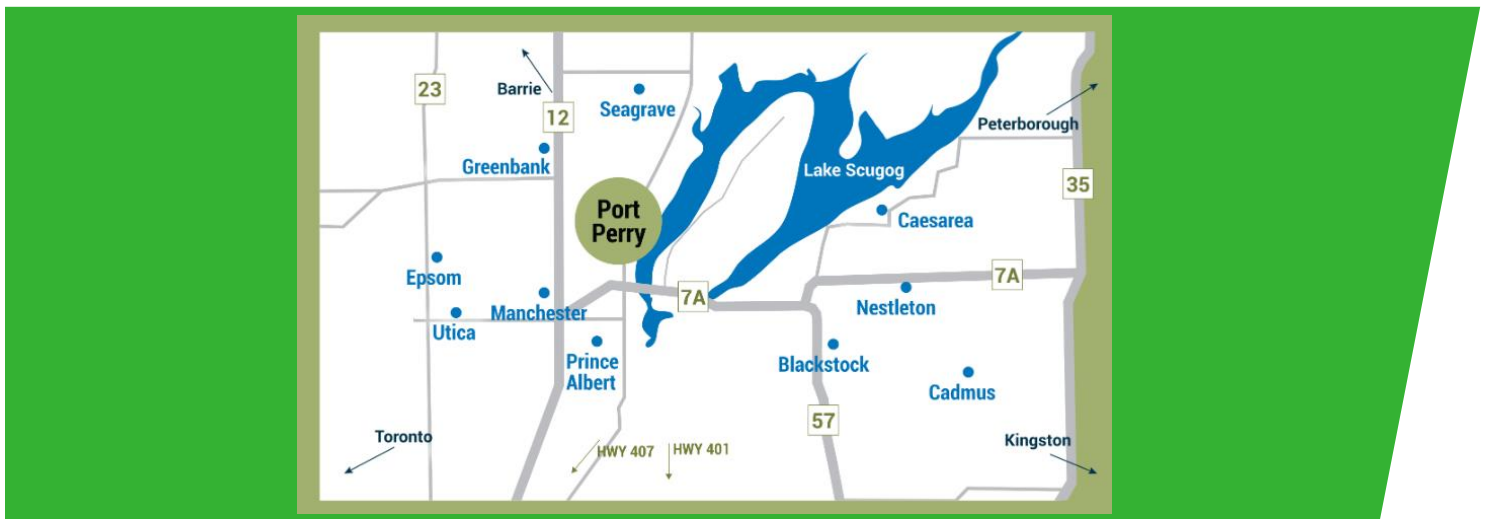 23
Barrie
12
Seagrave
Peterborough
Greenbank
Lake Scugog
35
Port
Perry
Caesarea
Epsom
7A
7A
Manchester
Nestleton
Utica
Prince
Albert
Blackstock
Cadmus
57
Toronto
HWY 407
HWY 401
Kingston